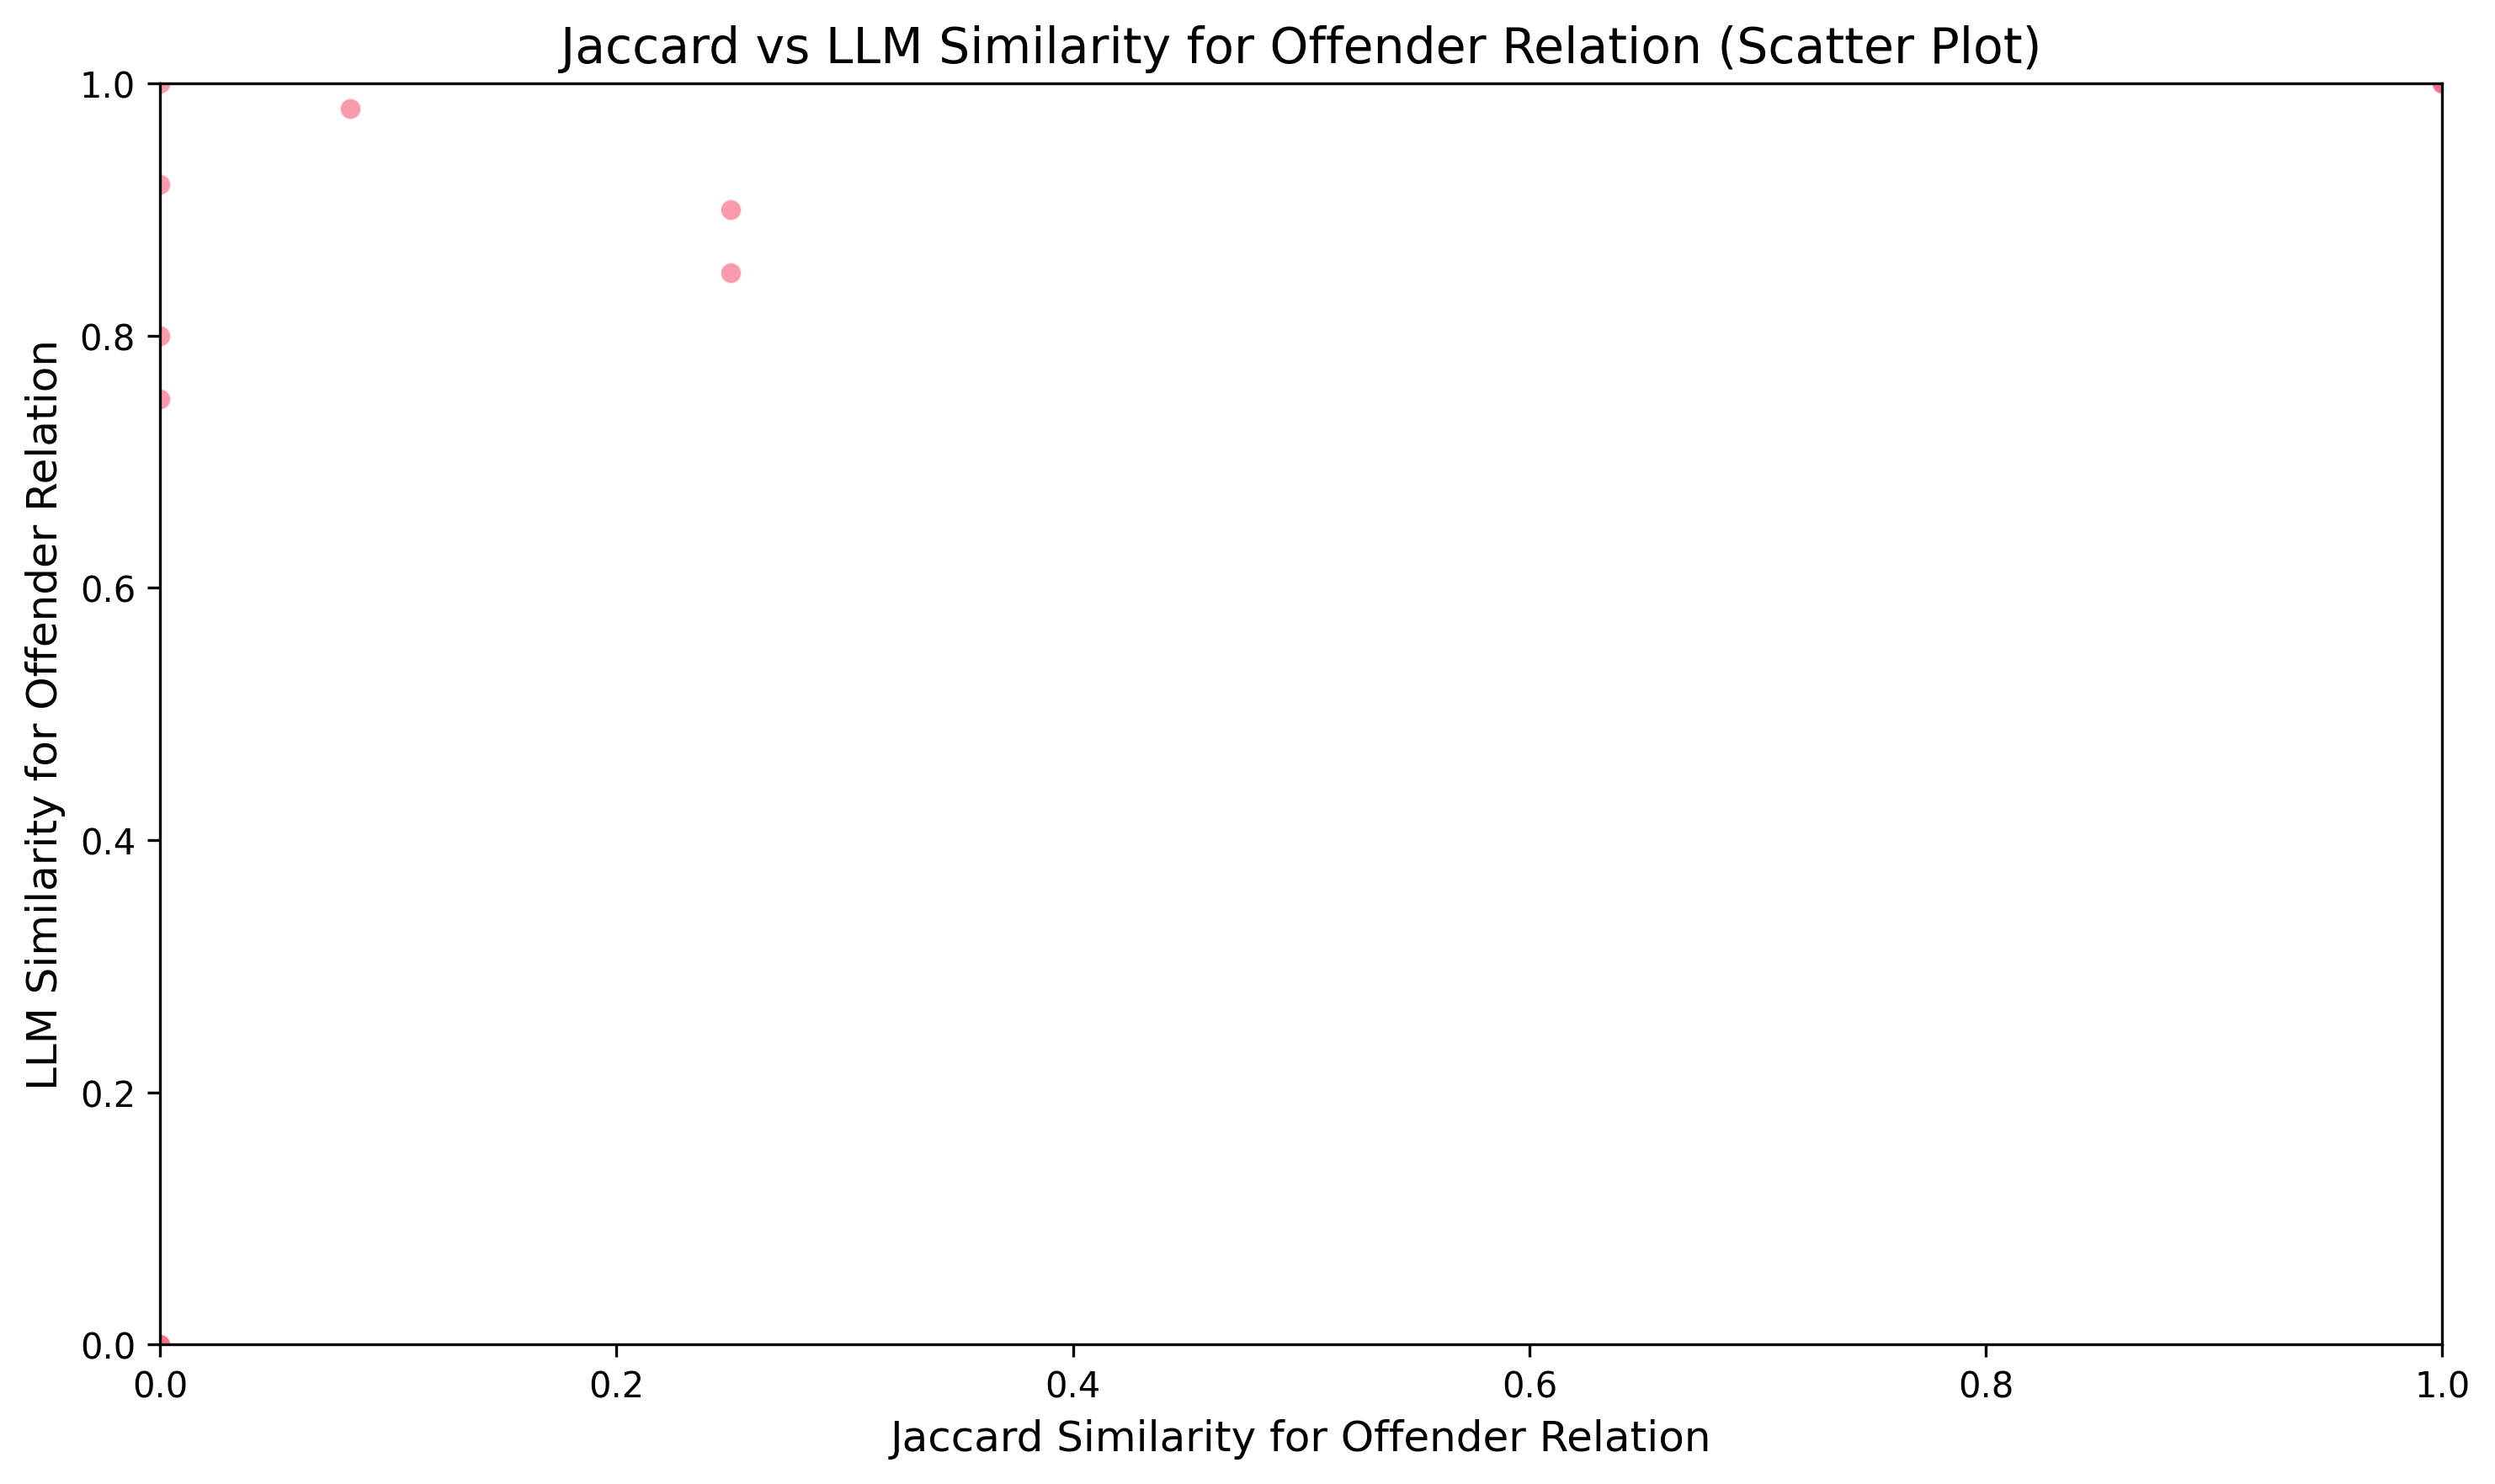 Jaccard vs LLM Similarity for Offender Relation (Scatter Plot)
LLM Similarity for Offender Relation
1.0
0.8
0.6
0.4
0.2
0.0
0.0 0.2 0.4 0.6 0.8 1.0
Jaccard Similarity for Offender Relation